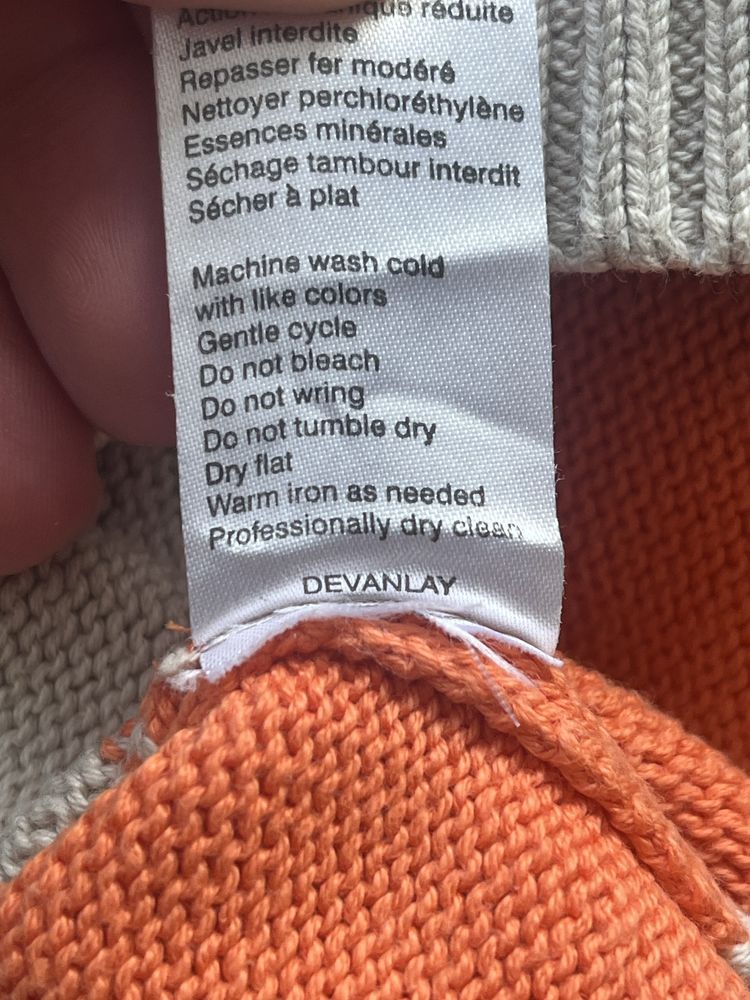 réduite
Javel interdite
Repasser fer modéré
Nettoyer perchloréthylène
Essences minérales
Séchage tambour interdit
Sécher à plat
Machine wash cold
with like colors
Gentle cycle
Do not bleach
Do not wring
Do not tumble dry
Dry flat
Warm iron as needed
Professionally dry clean
DEVANLAY